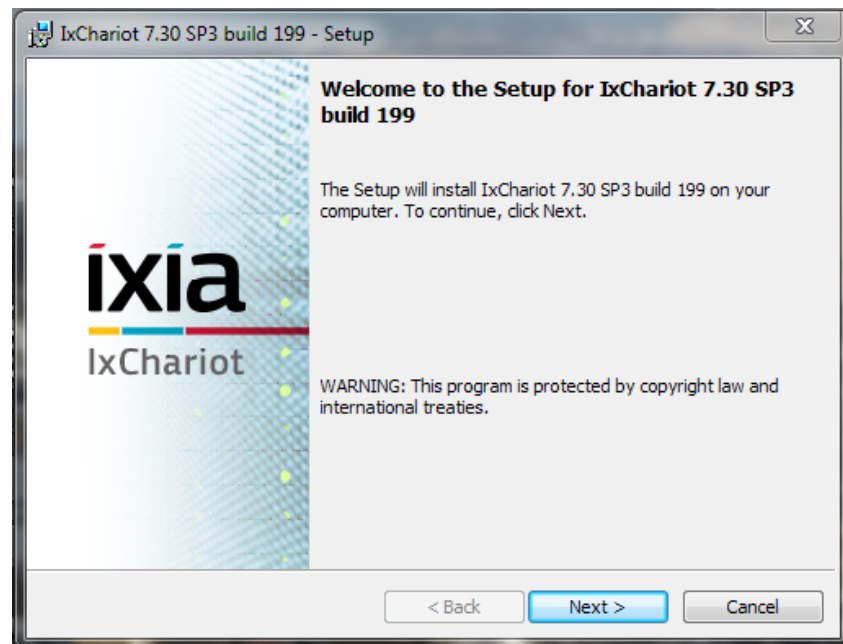 IxChariot 7.30 SP3 build 199 - Setup
Welcome to the Setup for IxChariot 7.30 SP3
build 199
The Setup will install IxChariot 7.30 SP3 build 199 on your
computer. To continue, click Next.
ixia
IxChariot
WARNING: This program is protected by copyright law and
international treaties.
< Back
Next >
Cancel